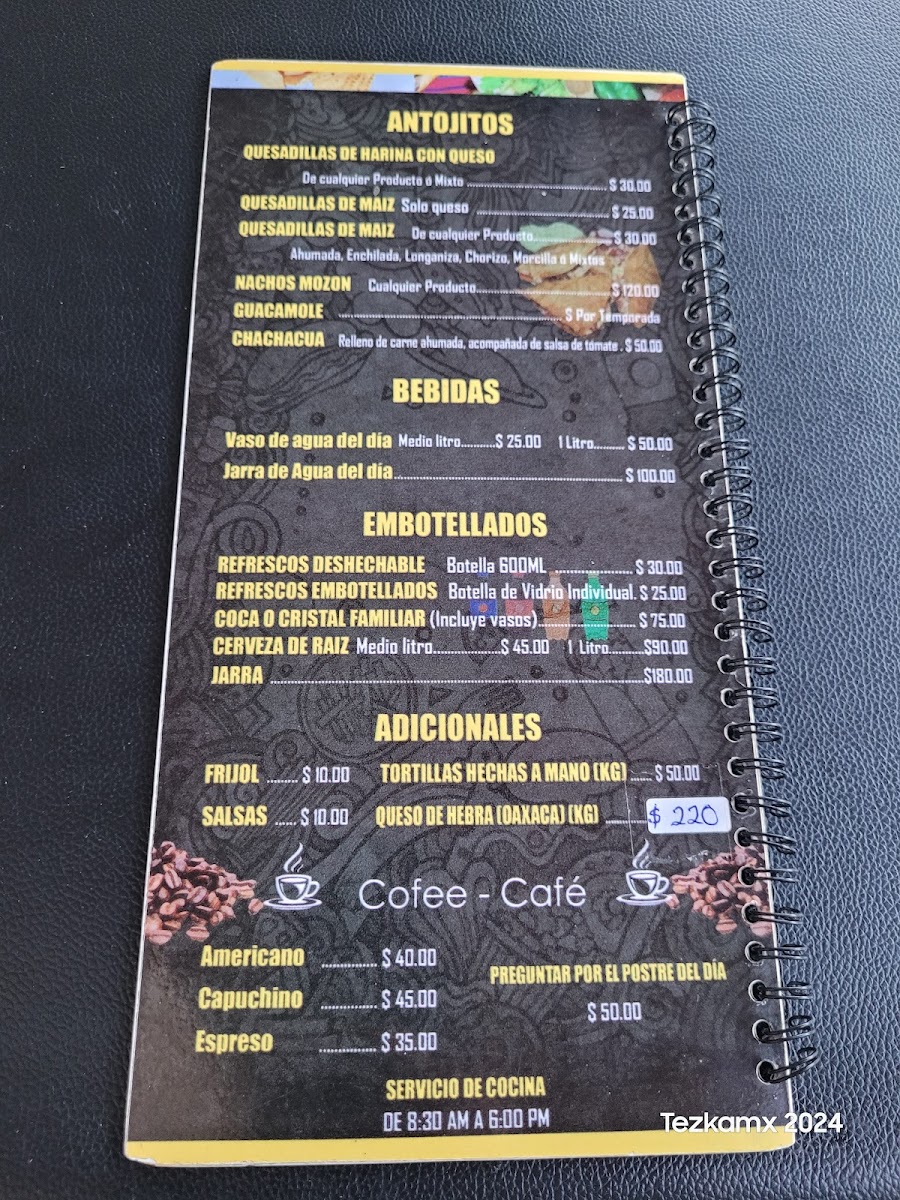 ANTOJITOS
QUESADILLAS DE HARINA CON QUESO
De cualquier Producto ó Mixto ........ $ 30.00
QUESADILLAS DE MAIZ Solo queso ........ $ 25.00
QUESADILLAS DE MAIZ De cualquier Producto........ $ 30.00
Ahumada, Enchilada, Longaniza, Chorizo, Morcilla ó Mixtos
NACHOS MOZON Cualquier Producto........ $ 120.00
GUACAMOLE ........ $ Por Temporada
CHACHACUA Relleno de carne ahumada, acompañada de salsa de tomate . $ 50.00
BEBIDAS
Vaso de agua del día Medio litro..........$ 25.00 1 Litro........ $ 50.00
Jarra de Agua del día........ $ 100.00
EMBOTELLADOS
REFRESCOS DESHECHABLE Botella 600ML ........ $ 30.00
REFRESCOS EMBOTELLADOS Botella de Vidrio Individual. $ 25.00
COCA O CRISTAL FAMILIAR (Incluye vasos)........ $ 75.00
CERVEZA DE RAIZ Medio litro........$ 45.00 1 Litro.........$90.00
JARRA ........$180.00
ADICIONALES
FRIJOL ........ $ 10.00 TORTILLAS HECHAS A MANO (KG) ..... $ 50.00
SALSAS ..... $ 10.00 QUESO DE HEBRA (OAXACA) (KG) ........ $ 220
Cofee - Café
Americano ........ $ 40.00
PREGUNTAR POR EL POSTRE DEL DÍA
Capuchino ........ $ 45.00
$ 50.00
Espreso ........ $ 35.00
SERVICIO DE COCINA
DE 8:30 AM A 6:00 PM
Tezkamx 2024